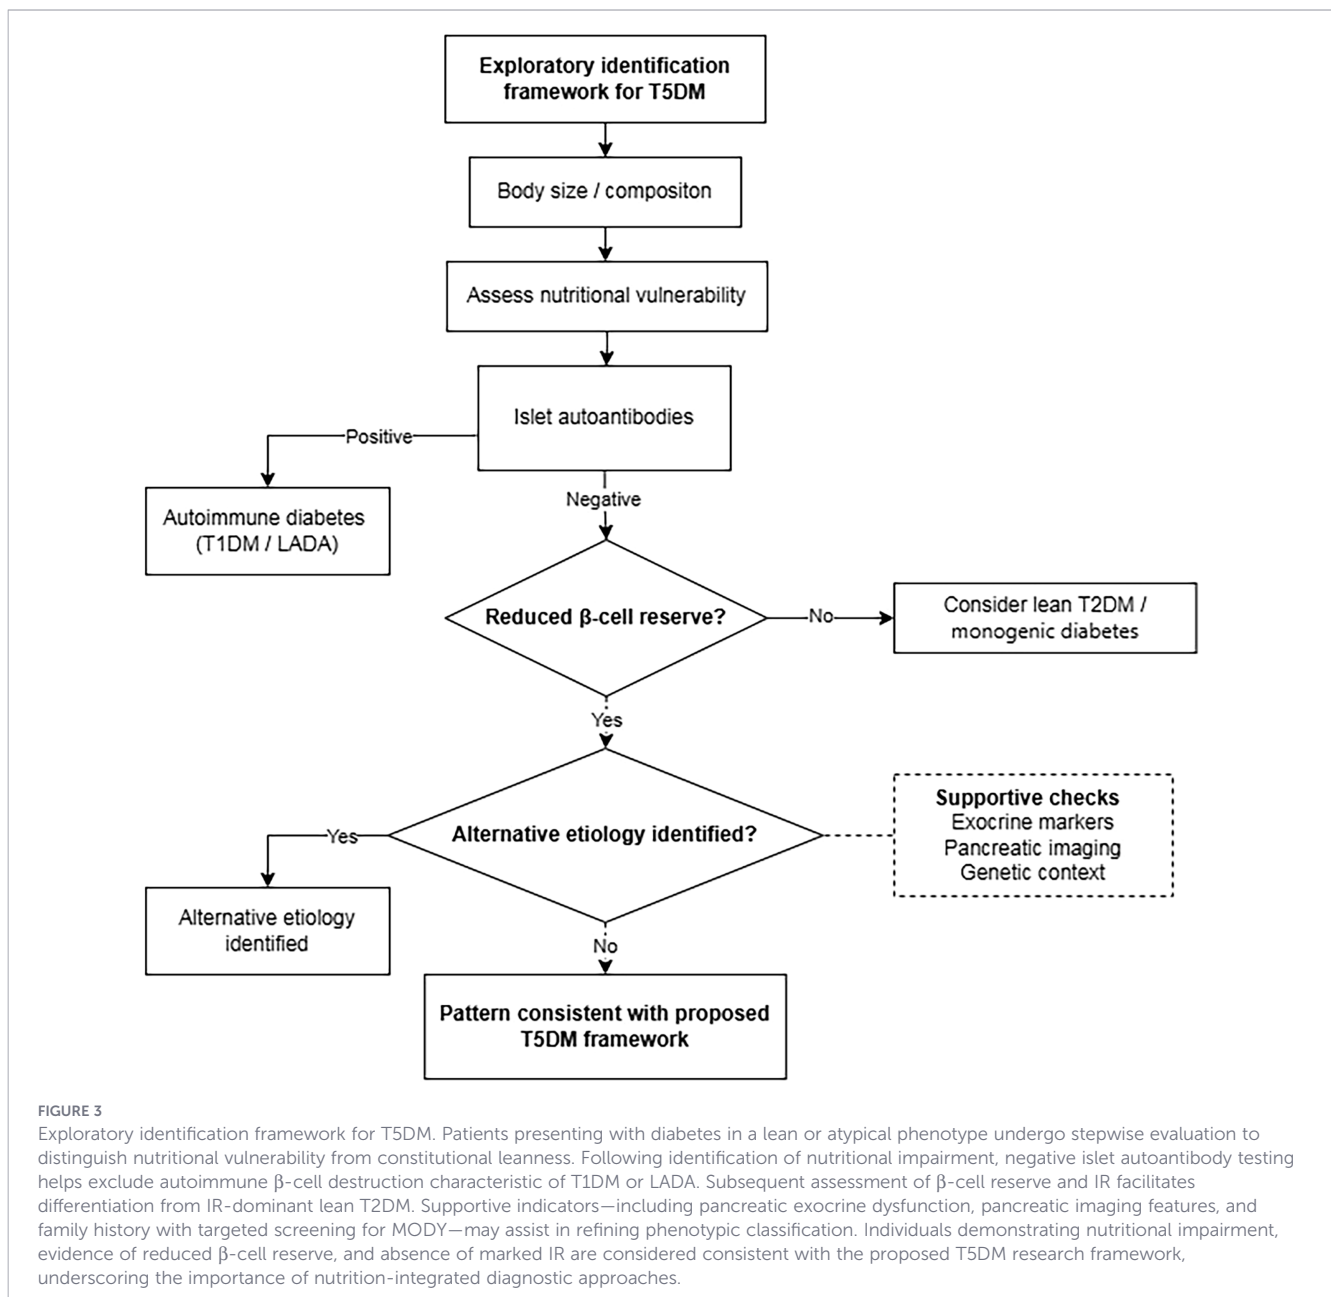 Exploratory identification
framework for T5DM
Body size / compositon
Assess nutritional vulnerability
Islet autoantibodies
Positive
Negative
Autoimmune diabetes
(T1DM / LADA)
Reduced β-cell reserve?
No
Consider lean T2DM /
monogenic diabetes
Yes
Alternative etiology identified?
Supportive checks
Exocrine markers
Pancreatic imaging
Genetic context
Yes
Alternative etiology
identified
No
Pattern consistent with proposed
T5DM framework
FIGURE 3
Exploratory identification framework for T5DM. Patients presenting with diabetes in a lean or atypical phenotype undergo stepwise evaluation to
distinguish nutritional vulnerability from constitutional leanness. Following identification of nutritional impairment, negative islet autoantibody testing
helps exclude autoimmune β-cell destruction characteristic of T1DM or LADA. Subsequent assessment of β-cell reserve and IR facilitates
differentiation from IR-dominant lean T2DM. Supportive indicators—including pancreatic exocrine dysfunction, pancreatic imaging features, and
family history with targeted screening for MODY—may assist in refining phenotypic classification. Individuals demonstrating nutritional impairment,
evidence of reduced β-cell reserve, and absence of marked IR are considered consistent with the proposed T5DM research framework,
underscoring the importance of nutrition-integrated diagnostic approaches.